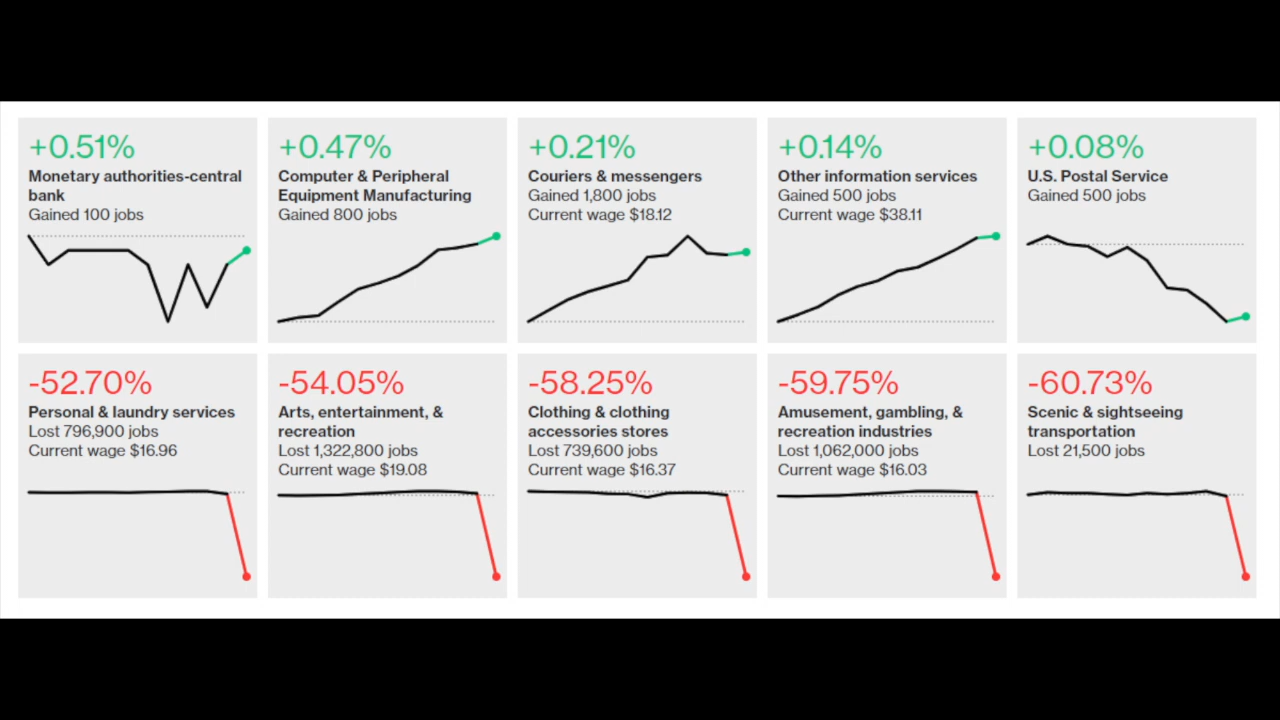 +0.51%
Monetary authorities-central
bank
Gained 100 jobs
+0.47%
Computer & Peripheral
Equipment Manufacturing
Gained 800 jobs
+0.21%
Couriers & messengers
Gained 1,800 jobs
Current wage $18.12
+0.14%
Other information services
Gained 500 jobs
Current wage $38.11
+0.08%
U.S. Postal Service
Gained 500 jobs
-52.70%
Personal & laundry services
Lost 796,900 jobs
Current wage $16.96
-54.05%
Arts, entertainment, &
recreation
Lost 1,322,800 jobs
Current wage $19.08
-58.25%
Clothing & clothing
accessories stores
Lost 739,600 jobs
Current wage $16.37
-59.75%
Amusement, gambling, &
recreation industries
Lost 1,062,000 jobs
Current wage $16.03
-60.73%
Scenic & sightseeing
transportation
Lost 21,500 jobs